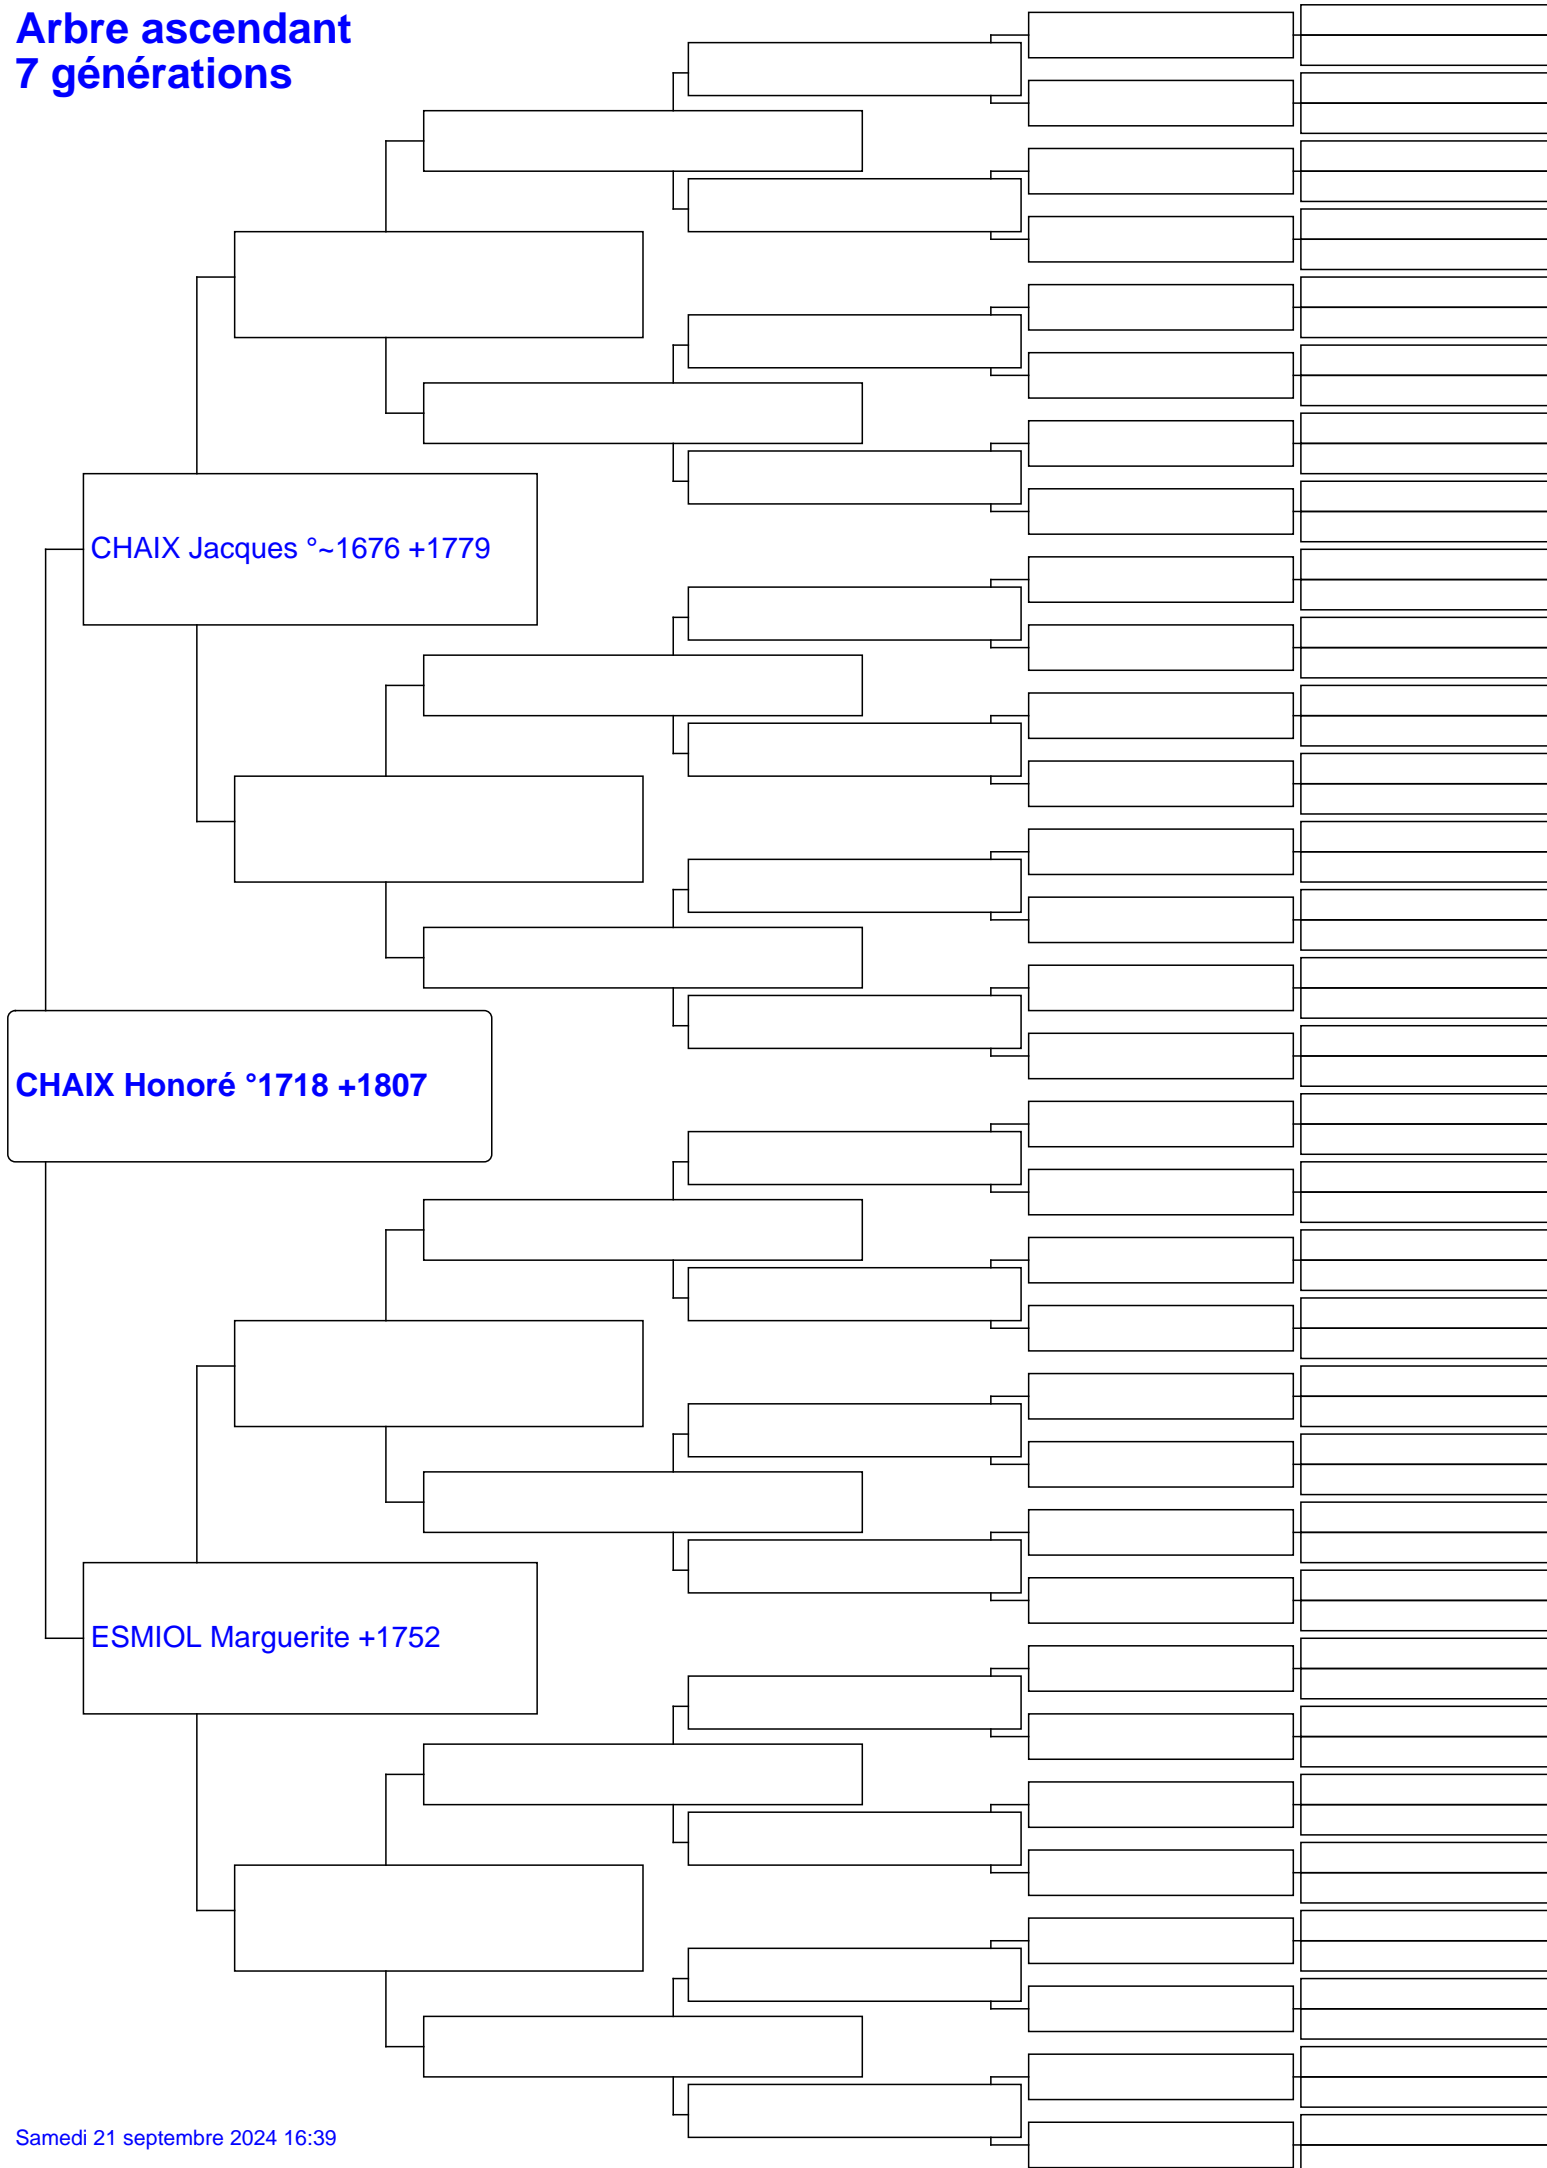 Arbre ascendant
7 générations
CHAIX Jacques °~1676 +1779
CHAIX Honoré °1718 +1807
ESMIOL Marguerite +1752
Samedi 21 septembre 2024 16:39